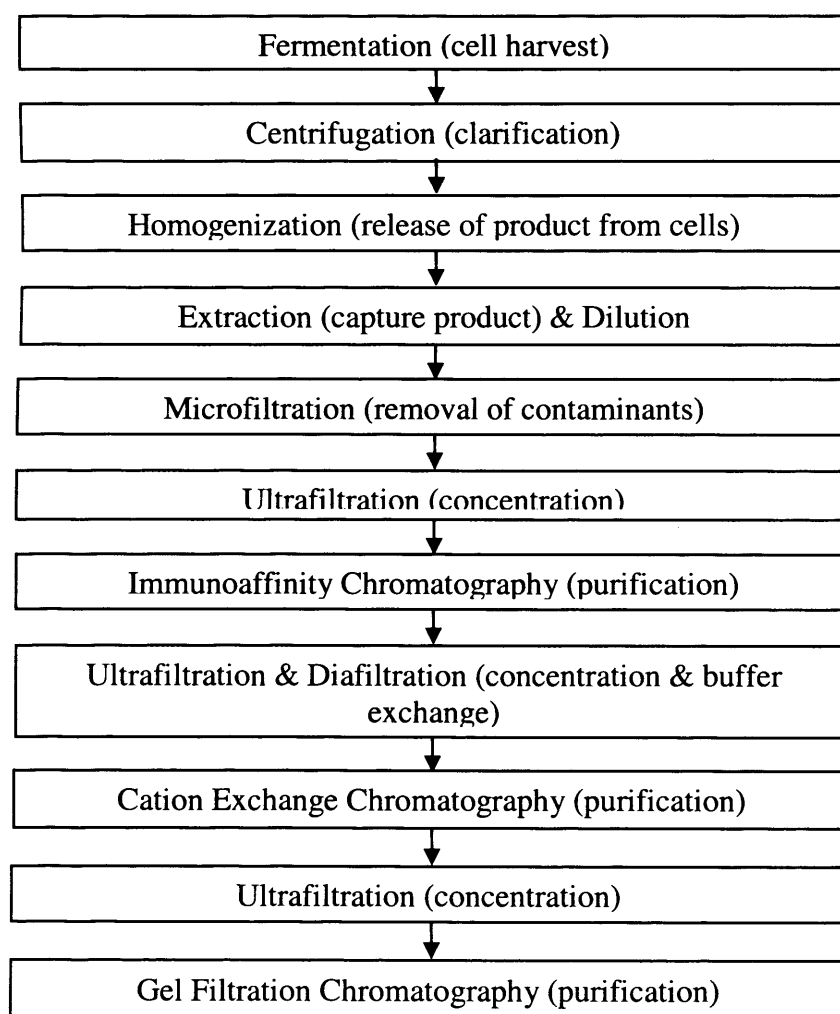 Fermentation (cell harvest)
Centrifugation (clarification)
Homogenization (release of product from cells)
Extraction (capture product) & Dilution
Microfiltration (removal of contaminants)
Ultrafiltration (concentration)
Immunoaffinity Chromatography (purification)
Ultrafiltration & Diafiltration (concentration & buffer
exchange)
Cation Exchange Chromatography (purification)
Ultrafiltration (concentration)
Gel Filtration Chromatography (purification)